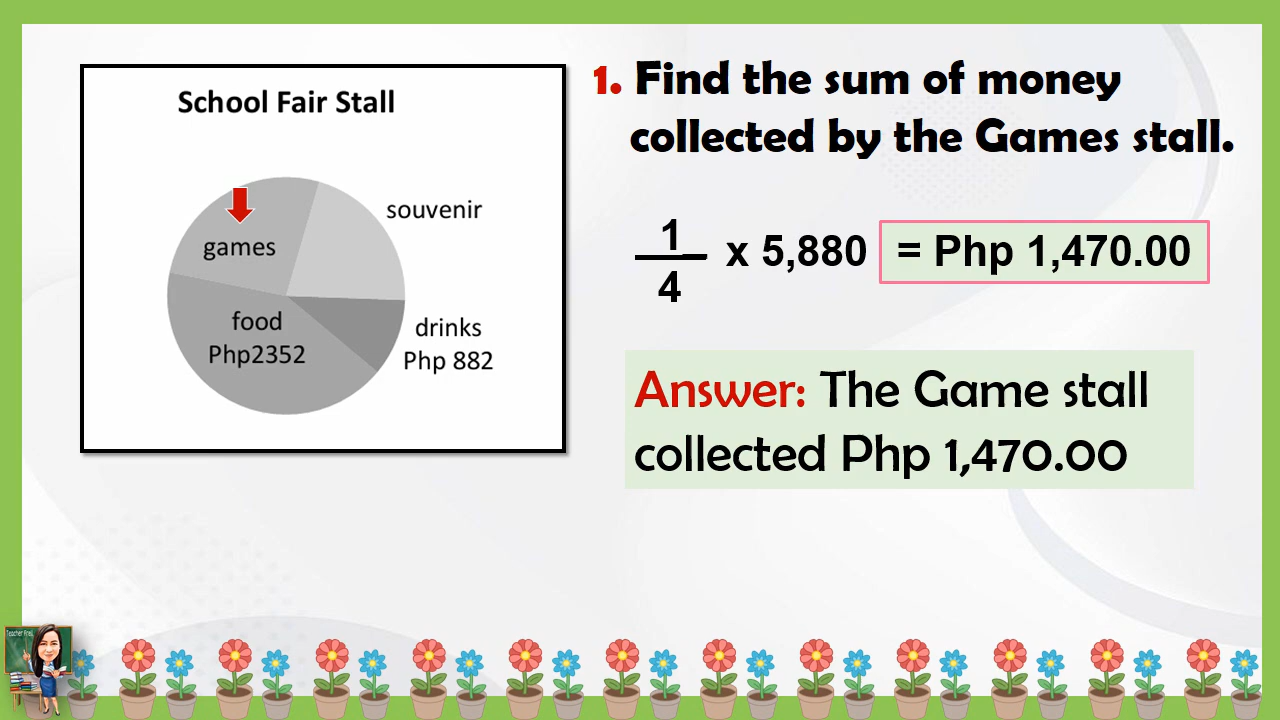 School Fair Stall
souvenir
games
food
Php2352
drinks
Php 882
1. Find the sum of money
collected by the Games stall.
1
4
x 5,880 = Php 1,470.00
Answer: The Game stall
collected Php 1,470.00